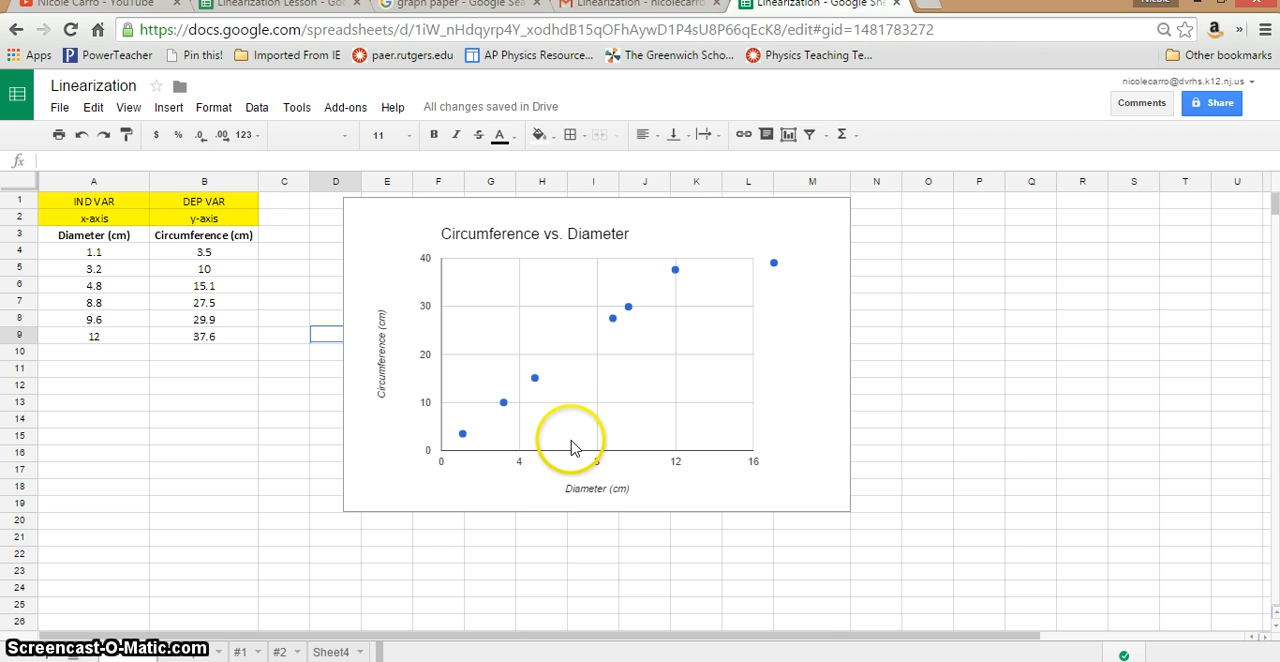 Nicole Carro - YouTube × Linearization Lesson - Goo × graph paper - Google Sea × Linearization - nicolecarro × Linearization - Google She × Nicole
https://docs.google.com/spreadsheets/d/1iW_nHdqyrp4Y_xodhdB15qOFhAywD1P4sU8P66qEcK8/edit#gid=1481783272
Apps PowerTeacher Pin this! Imported From IE paer.rutgers.edu AP Physics Resource... The Greenwich Scho... Physics Teaching Te... » Other bookmarks
Linearization
nicolecarro@dvrhs.k12.nj.us
File Edit View Insert Format Data Tools Add-ons Help All changes saved in Drive
Comments Share
$ % .0 .00 123 11 B I S A Σ
fx
A B C D E F G H I J K L M N O P Q R S T U
1 IND VAR DEP VAR
2 x-axis y-axis
3 Diameter (cm) Circumference (cm)
4 1.1 3.5
5 3.2 10
6 4.8 15.1
7 8.8 27.5
8 9.6 29.9
9 12 37.6
10
11
12
13
14
15
16
17
18
19
20
21
22
23
24
25
26
Circumference vs. Diameter
40
30
20
10
0
Circumference (cm)
0 4 8 12 16
Diameter (cm)
Screencast-O-Matic.com
#1 #2 Sheet4